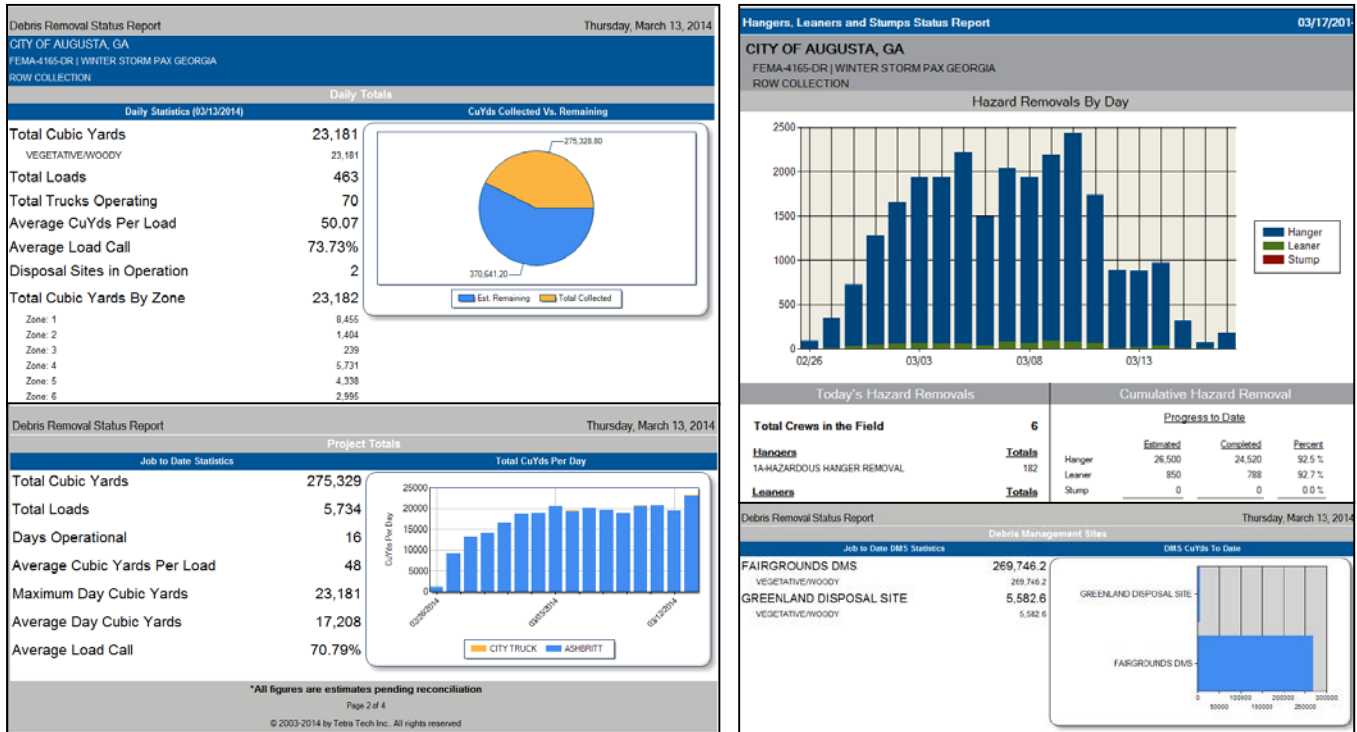 Debris Removal Status Report Thursday, March 13, 2014
CITY OF AUGUSTA, GA
FEMA-4165-DR | WINTER STORM PAX GEORGIA
ROW COLLECTION
Daily Totals
Daily Statistics (03/13/2014) CuYds Collected Vs. Remaining
Total Cubic Yards 23,181
VEGETATIVE/WOODY 23,181
Total Loads 463
Total Trucks Operating 70
Average CuYds Per Load 50.07
Average Load Call 73.73%
Disposal Sites in Operation 2
Total Cubic Yards By Zone 23,182
Zone: 1 8,455
Zone: 2 1,404
Zone: 3 239
Zone: 4 5,731
Zone: 5 4,338
Zone: 6 2,995
275,328.80
370,641.20
Est. Remaining Total Collected
Debris Removal Status Report Thursday, March 13, 2014
Project Totals
Job to Date Statistics Total CuYds Per Day
Total Cubic Yards 275,329
Total Loads 5,734
Days Operational 16
Average Cubic Yards Per Load 48
Maximum Day Cubic Yards 23,181
Average Day Cubic Yards 17,208
Average Load Call 70.79%
CuYds Per Day
25000
20000
15000
10000
5000
0
02/26/2014 03/05/2014 03/12/2014
CITY TRUCK ASHBRITT
*All figures are estimates pending reconciliation
Page 2 of 4
© 2003-2014 by Tetra Tech Inc. All rights reserved
Hangers, Leaners and Stumps Status Report 03/17/201
CITY OF AUGUSTA, GA
FEMA-4165-DR | WINTER STORM PAX GEORGIA
ROW COLLECTION
Hazard Removals By Day
2500
2000
1500
1000
500
0
02/26 03/03 03/08 03/13
Hanger
Leaner
Stump
Today's Hazard Removals Cumulative Hazard Removal
Total Crews in the Field 6
Hangers Totals
1A-HAZARDOUS HANGER REMOVAL 182
Leaners Totals
Progress to Date
Estimated Completed Percent
Hanger 26,500 24,520 92.5 %
Leaner 850 788 92.7 %
Stump 0 0 0.0 %
Debris Removal Status Report Thursday, March 13, 2014
Debris Management Sites
Job to Date DMS Statistics DMS CuYds To Date
FAIRGROUNDS DMS 269,746.2
VEGETATIVE/WOODY 269,746.2
GREENLAND DISPOSAL SITE 5,582.6
VEGETATIVE/WOODY 5,582.6
GREENLAND DISPOSAL SITE
FAIRGROUNDS DMS
0 100000 200000 300000
50000 150000 250000